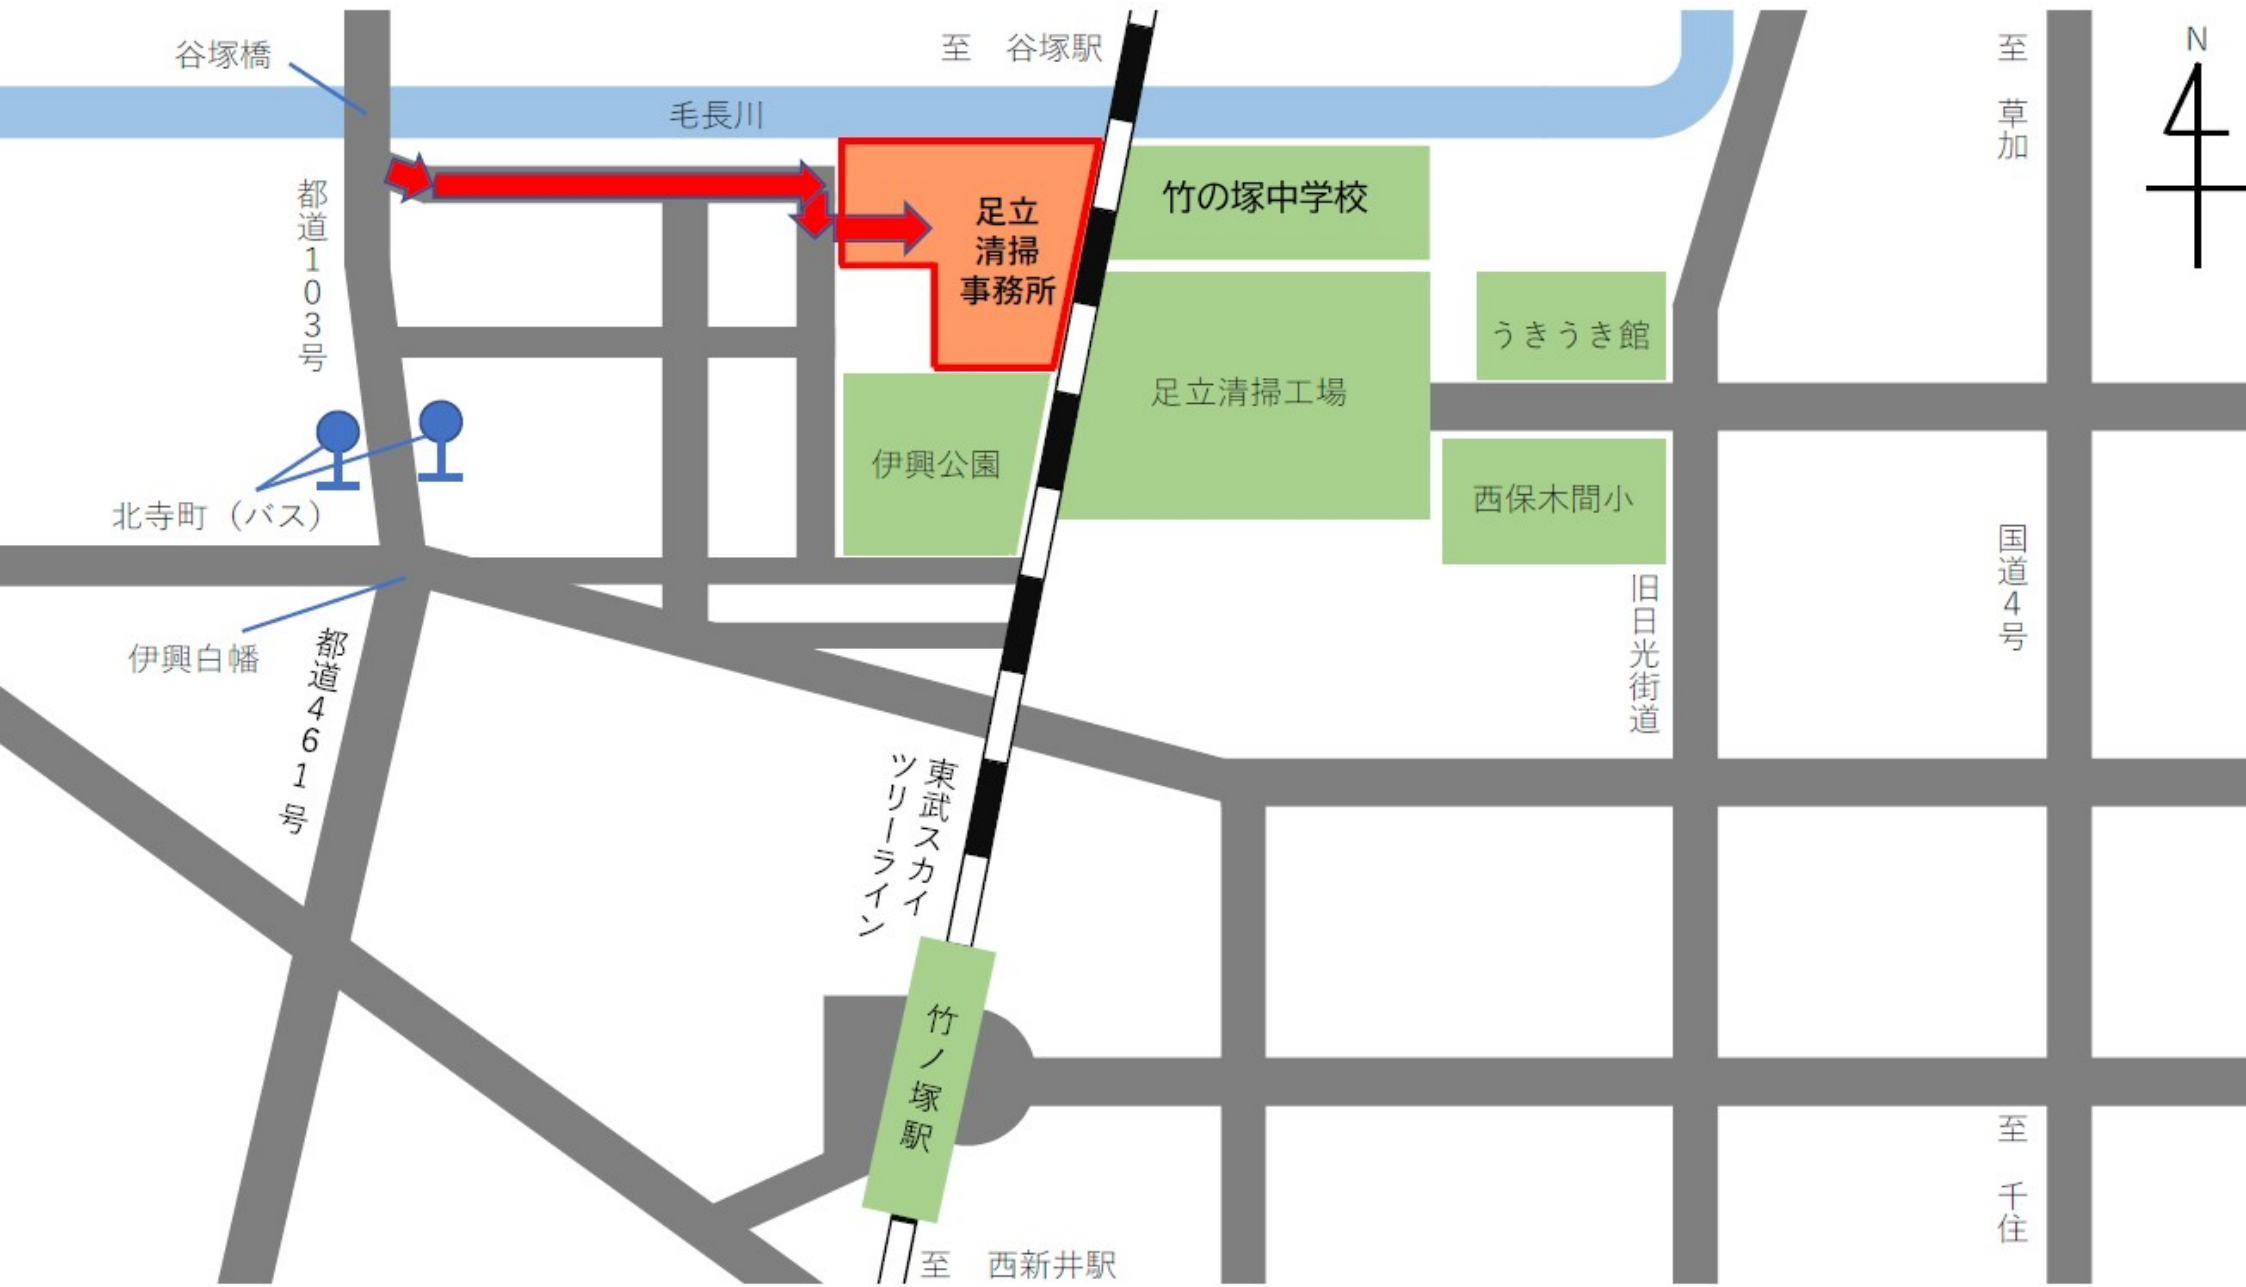 谷塚橋
至　谷塚駅
毛長川
至　草加
N
都道103号
足立
清掃
事務所
竹の塚中学校
うきうき館
足立清掃工場
伊興公園
西保木間小
北寺町（バス）
国道4号
旧日光街道
伊興白幡
都道461号
東武スカイ
ツリーライン
竹ノ塚駅
至　千住
至　西新井駅